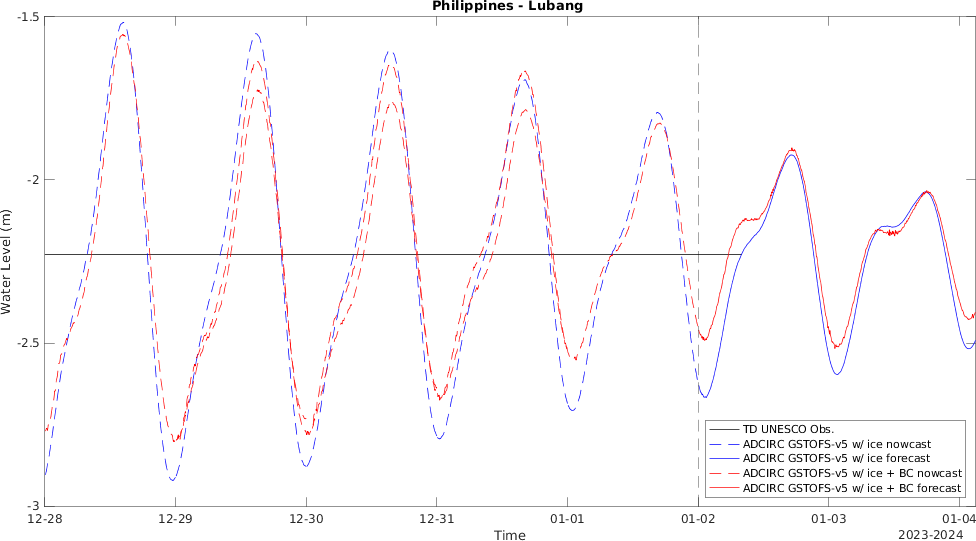 Philippines - Lubang
-1.5
-2
-2.5
-3
Water Level (m)
12-28
12-29
12-30
12-31
01-01
01-02
01-03
01-04
Time
2023-2024
TD UNESCO Obs.
ADCIRC GSTOFS-v5 w/ ice nowcast
ADCIRC GSTOFS-v5 w/ ice forecast
ADCIRC GSTOFS-v5 w/ ice + BC nowcast
ADCIRC GSTOFS-v5 w/ ice + BC forecast